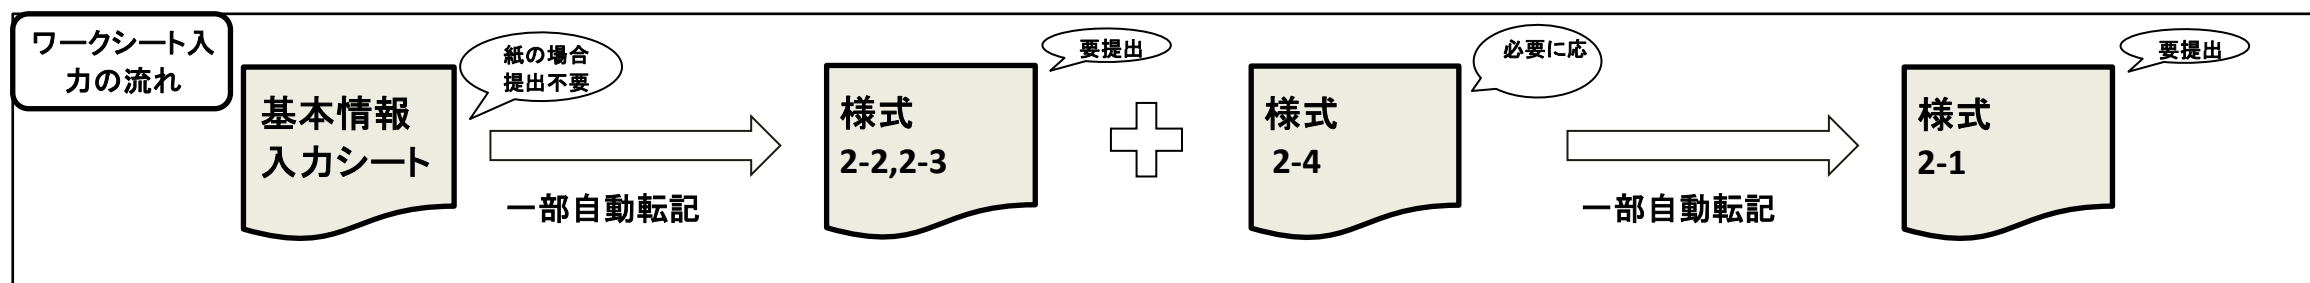 ワークシート入
力の流れ
紙の場合
提出不要
基本情報
入力シート
一部自動転記
要提出
様式
2-2,2-3
必要に応
様式
2-4
一部自動転記
要提出
様式
2-1